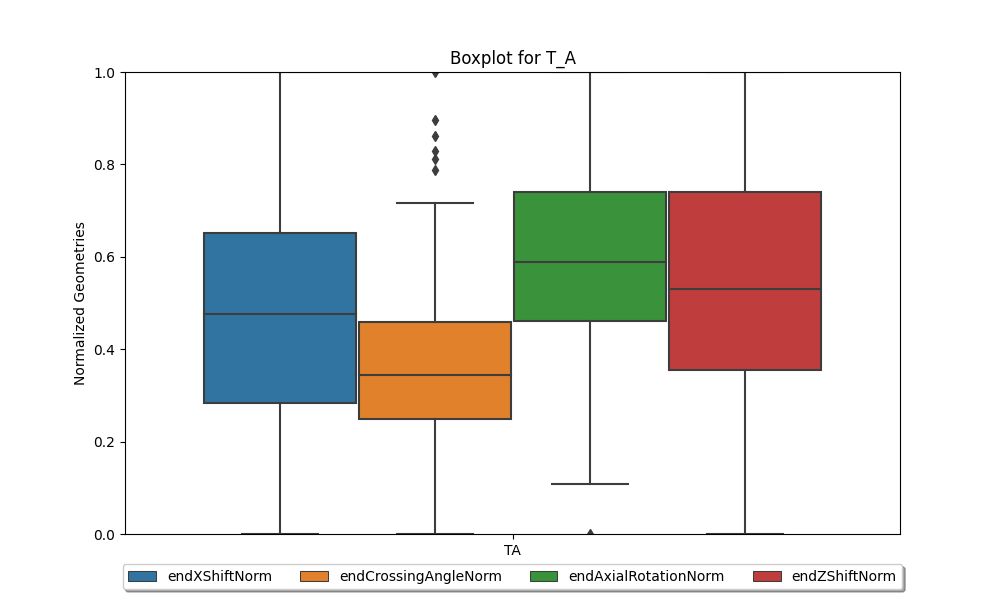 Boxplot for T_A
1.0
0.8
0.6
0.4
0.2
0.0
Normalized Geometries
TA
endXShiftNorm endCrossingAngleNorm endAxialRotationNorm endZShiftNorm